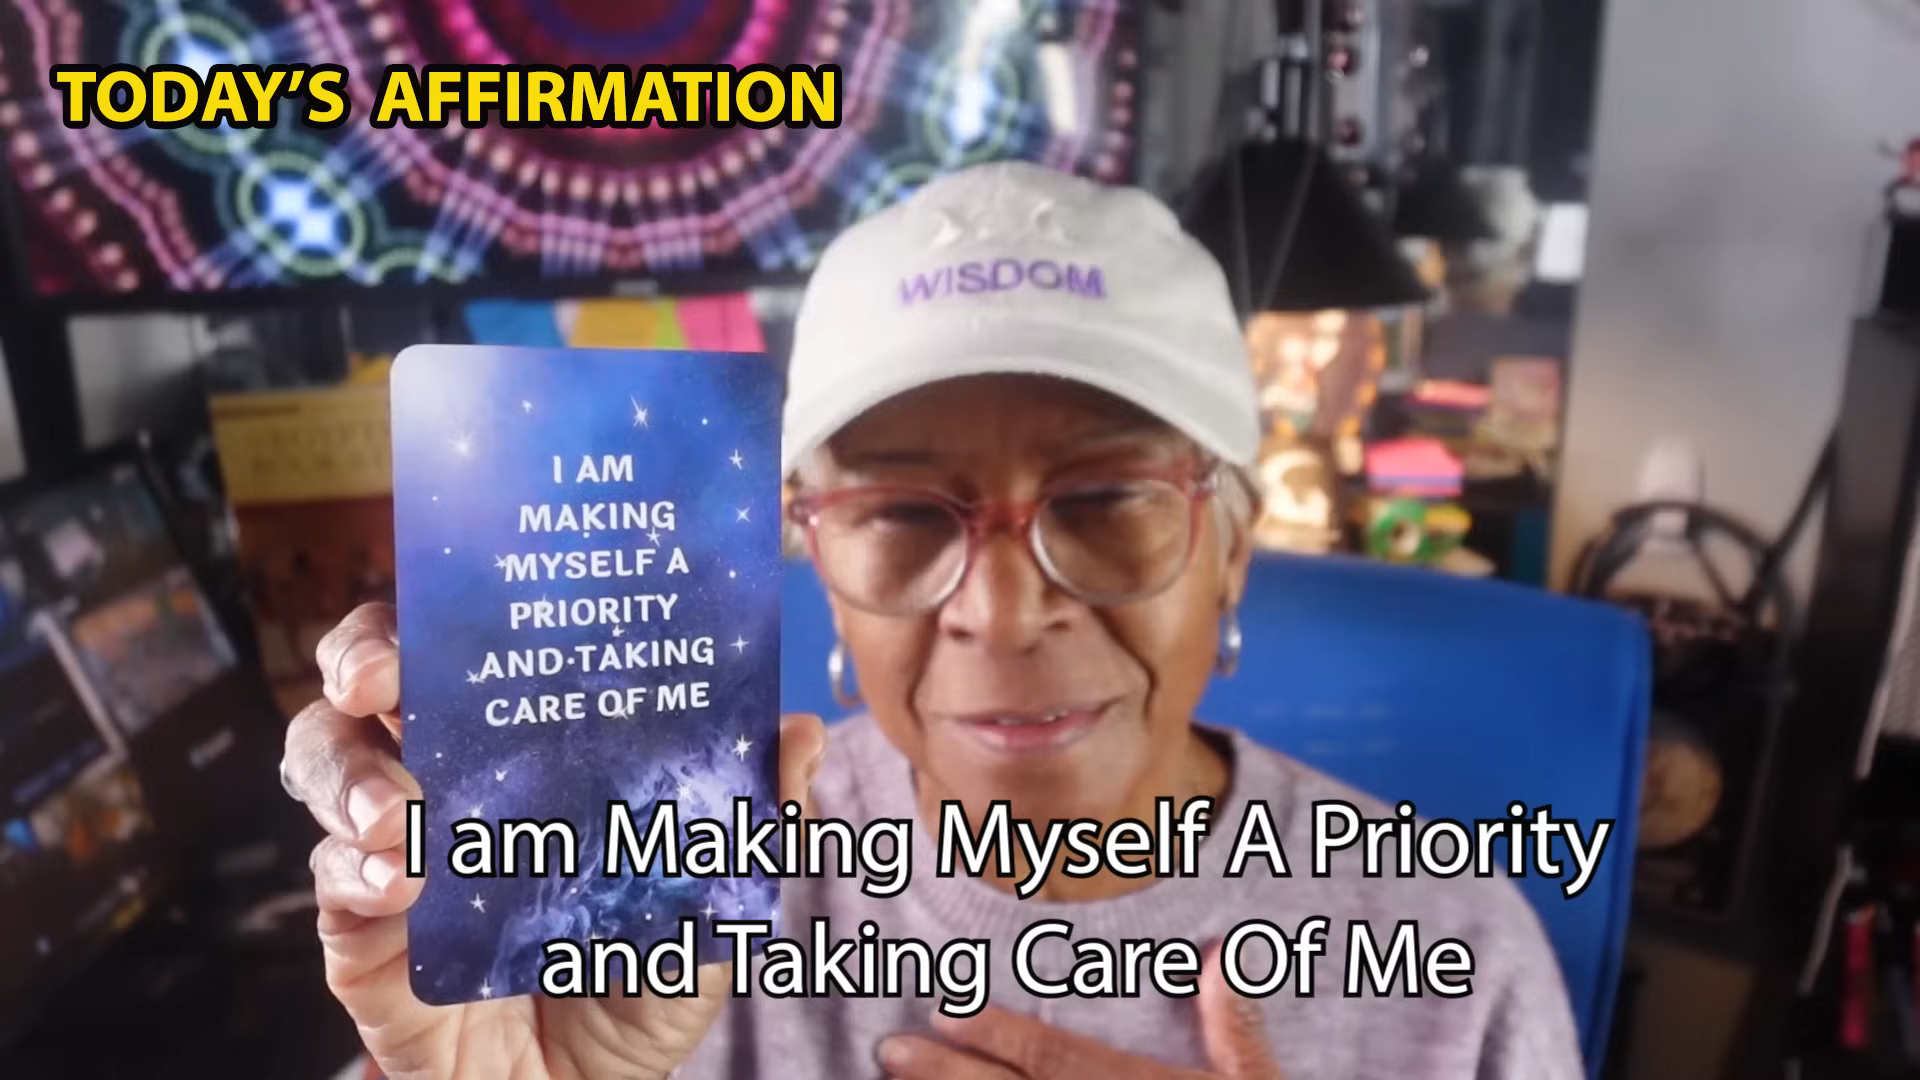 TODAY'S AFFIRMATION
WISDOM
I AM
MAKING
MYSELF A
PRIORITY
AND TAKING
CARE OF ME
I am Making Myself A Priority
and Taking Care Of Me